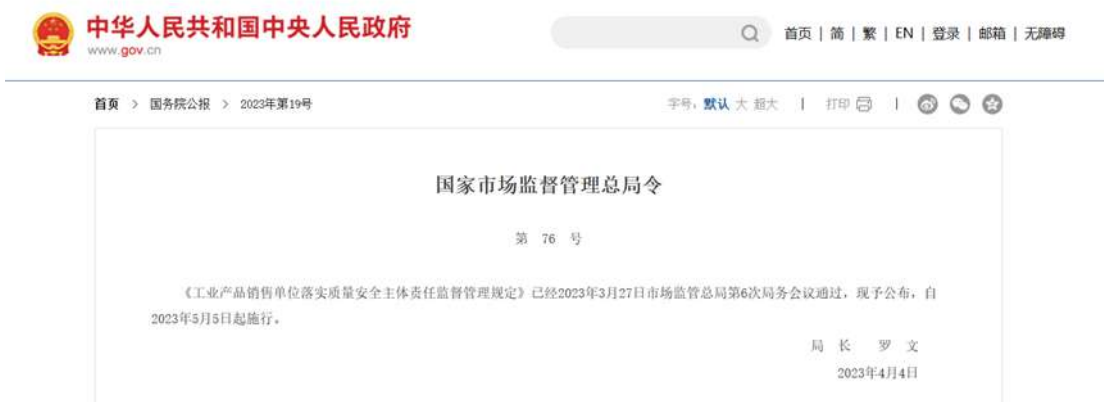 中华人民共和国中央人民政府
www.gov.cn
首页 | 简 | 繁 | EN | 登录 | 邮箱 | 无障碍
首页 > 国务院公报 > 2023年第19号
字号：默认 大 超大 | 打印 |
国家市场监督管理总局令
第 76 号
《工业产品销售单位落实质量安全主体责任监督管理规定》已经2023年3月27日市场监管总局第6次局务会议通过，现予公布，自
2023年5月5日起施行。
局 长 罗 文
2023年4月4日